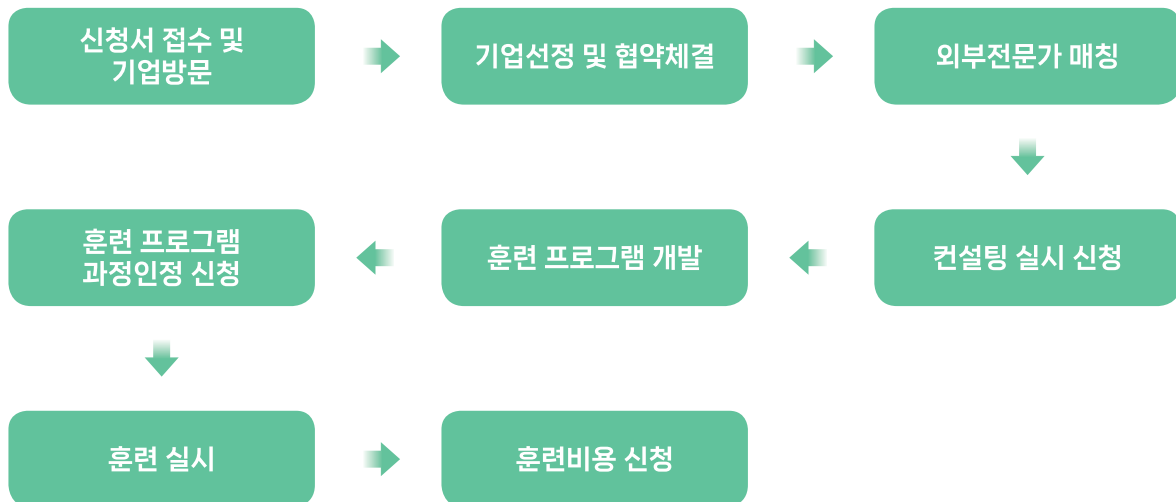 신청서 접수 및
기업방문
기업선정 및 협약체결
외부전문가 매칭
컨설팅 실시 신청
훈련 프로그램 개발
훈련 프로그램
과정인정 신청
훈련 실시
훈련비용 신청